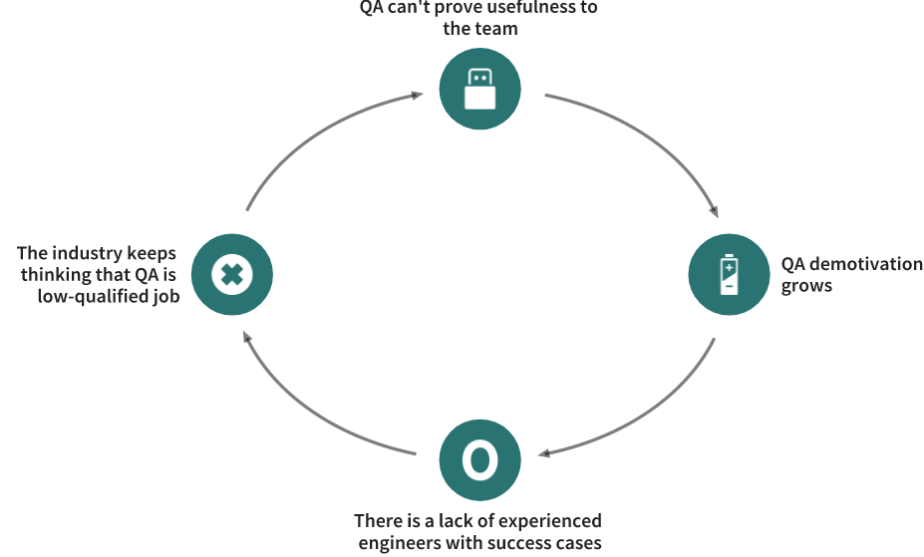 QA can't prove usefulness to
the team
QA demotivation
grows
There is a lack of experienced
engineers with success cases
The industry keeps
thinking that QA is
low-qualified job